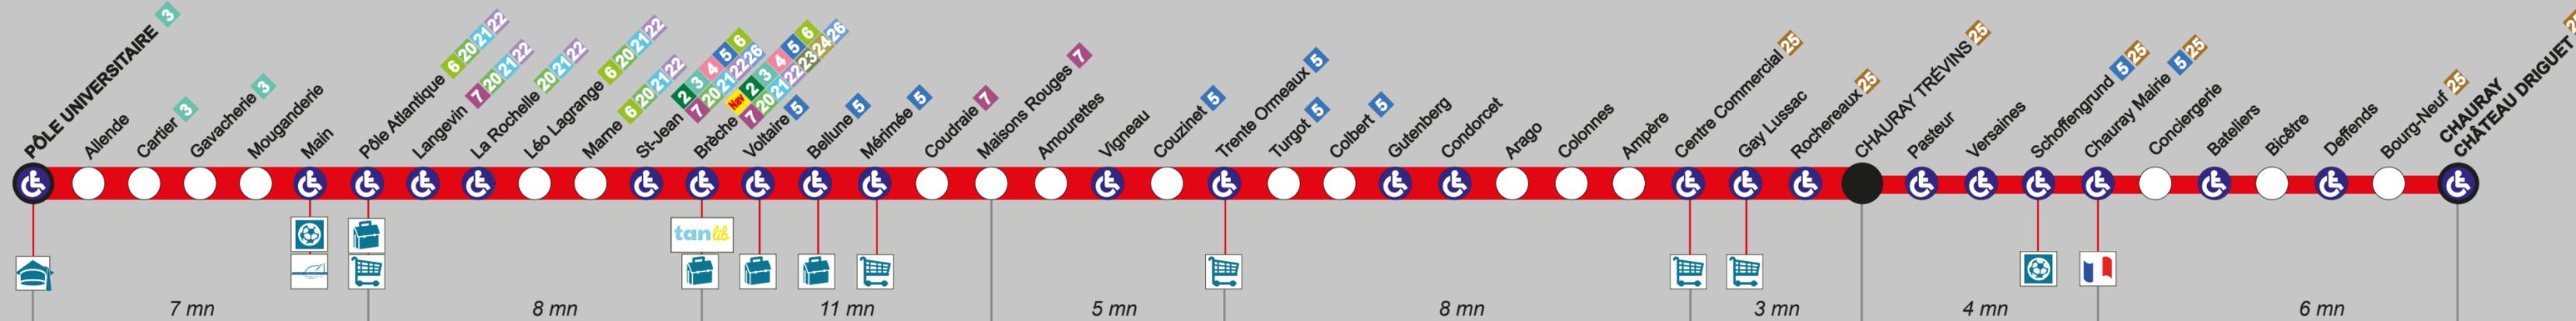 PÔLE UNIVERSITAIRE 3
Allende
Cartier 3
Gavacherie 3
Mouganderie
Main
Pôle Atlantique 6 20 21 22
Langevin 7 20 21 22
La Rochelle 20 21 22
Léo Lagrange 6 20 21 22
Marne 6 20 21 22
St-Jean 2 3 4 5 6
7 20 21 22 26
Brèche Nav 2 3 4 5 6
7 20 21 22 23 24 26
Voltaire 5
Bellune 5
Mérimée 5
Coudraie 7
Maisons Rouges 7
Amourettes
Vigneau
Couzinet 5
Trente Ormeaux 5
Turgot 5
Colbert 5
Gutenberg
Condorcet
Arago
Colonnes
Ampère
Centre Commercial 25
Gay Lussac
Rochereaux 25
CHAURAY TRÉVINS 25
Pasteur
Versaines
Schoffengrund 5 25
Chauray Mairie 5 25
Conciergerie
Bateliers
Bicêtre
Deffends
Bourg-Neuf 25
CHAURAY
CHÂTEAU DRIGUET
tanlib
7 mn
8 mn
11 mn
5 mn
8 mn
3 mn
4 mn
6 mn